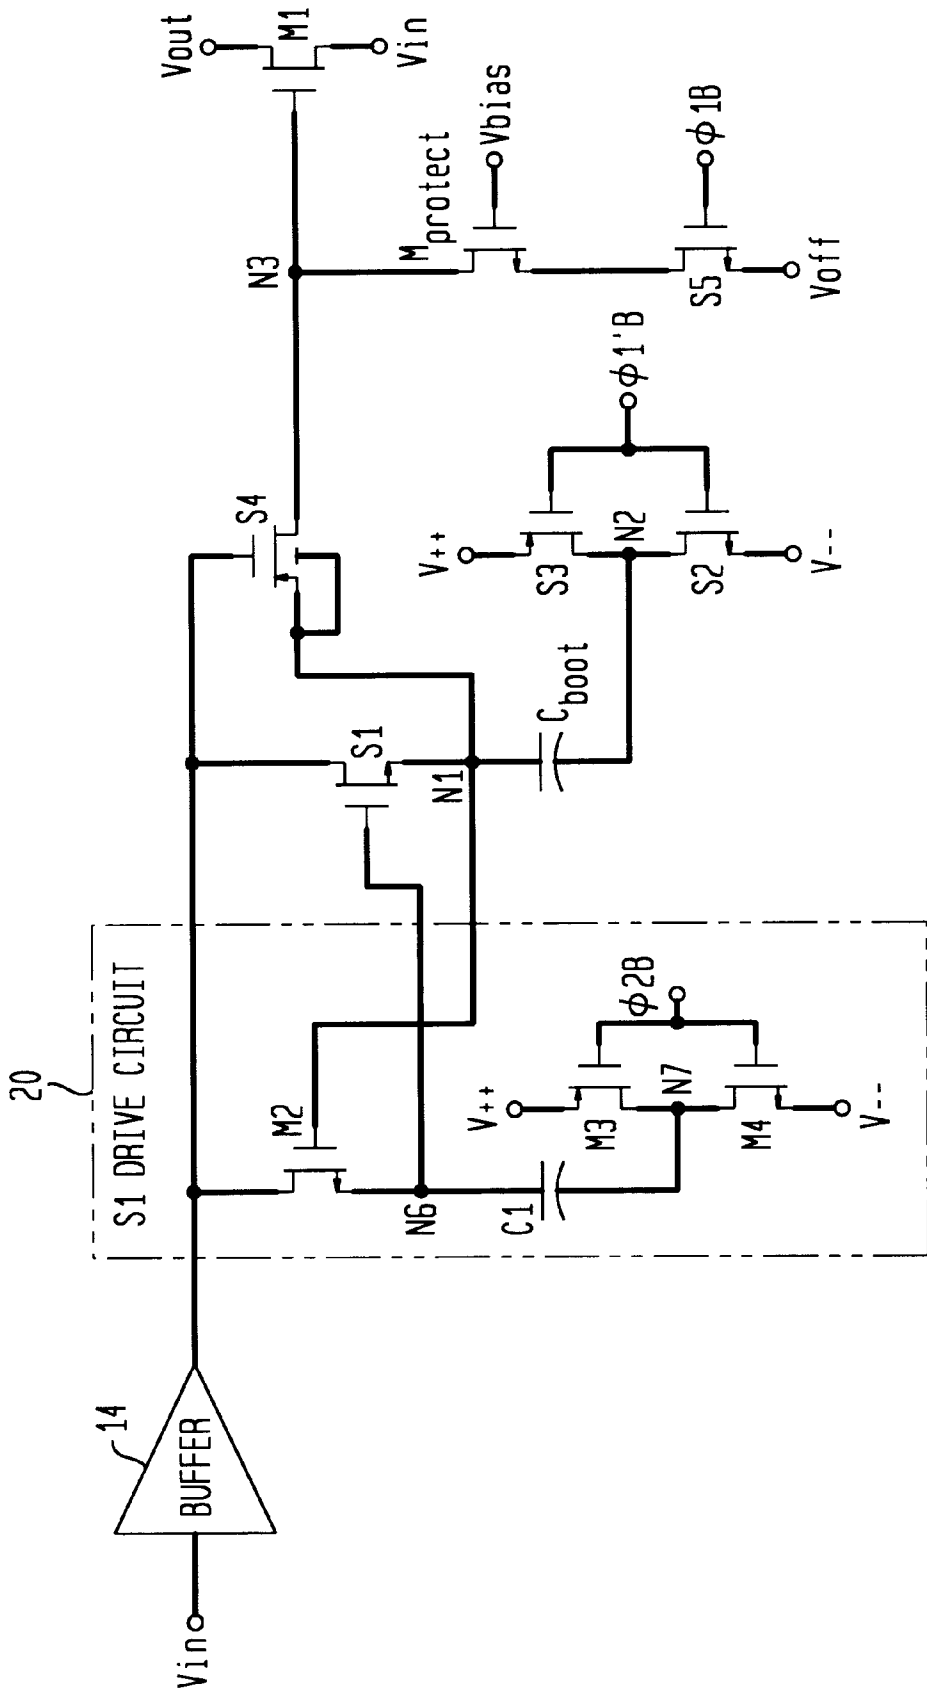 20
S1 DRIVE CIRCUIT
Vin
14
BUFFER
M2
N6
C1
V++
M3
N7
M4
V--
ϕ2B
S1
N1
Cboot
S4
V++
S3
N2
S2
V--
ϕ1'B
N3
Mprotect
Vbias
S5
ϕ1B
Voff
Vout
M1
Vin